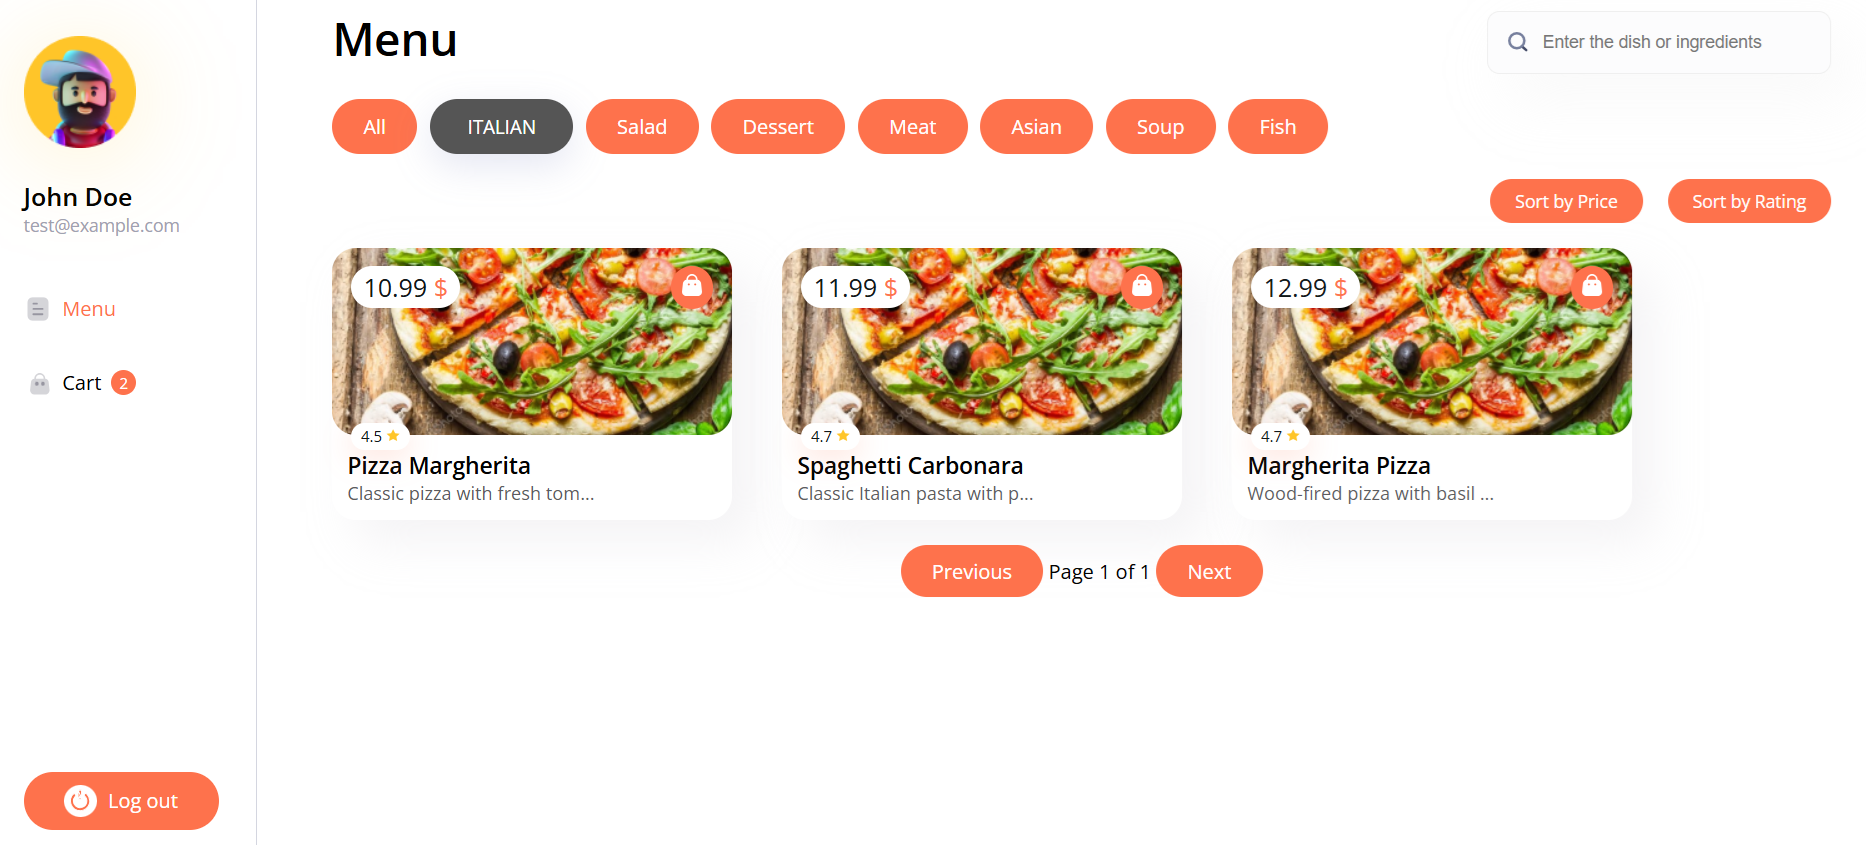 Menu
Enter the dish or ingredients
All
ITALIAN
Salad
Dessert
Meat
Asian
Soup
Fish
John Doe
test@example.com
Sort by Price
Sort by Rating
Menu
Cart 2
10.99 $
4.5
Pizza Margherita
Classic pizza with fresh tom...
11.99 $
4.7
Spaghetti Carbonara
Classic Italian pasta with p...
12.99 $
4.7
Margherita Pizza
Wood-fired pizza with basil ...
Previous
Page 1 of 1
Next
Log out